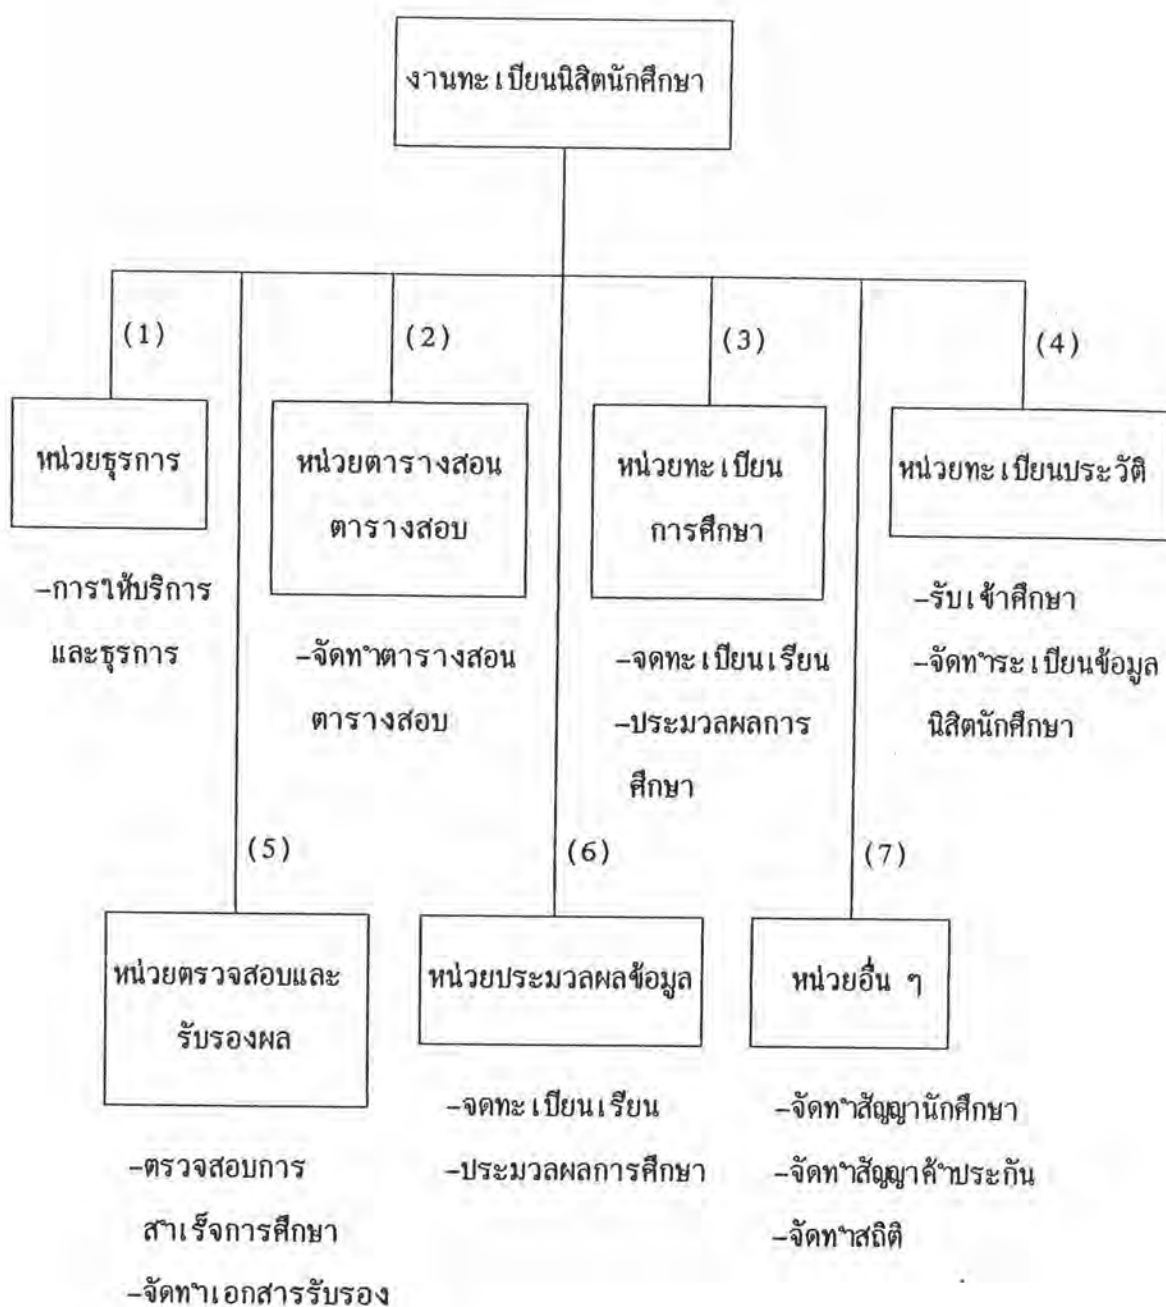 งานทะเบียนนิสิตนักศึกษา
(1)
(2)
(3)
(4)
หน่วยธุรการ
หน่วยตารางสอน
ตารางสอบ
หน่วยทะเบียน
การศึกษา
หน่วยทะเบียนประวัติ
-การให้บริการ
และธุรการ
-จัดทำตารางสอน
ตารางสอบ
-จดทะเบียนเรียน
-ประมวลผลการ
ศึกษา
-รับเข้าศึกษา
-จัดทำระเบียนข้อมูล
นิสิตนักศึกษา
(5)
(6)
(7)
หน่วยตรวจสอบและ
รับรองผล
หน่วยประมวลผลข้อมูล
หน่วยอื่น ๆ
-ตรวจสอบการ
สำเร็จการศึกษา
-จัดทำเอกสารรับรอง
-จดทะเบียนเรียน
-ประมวลผลการศึกษา
-จัดทำสัญญานักศึกษา
-จัดทำสัญญาค้ำประกัน
-จัดทำสถิติ